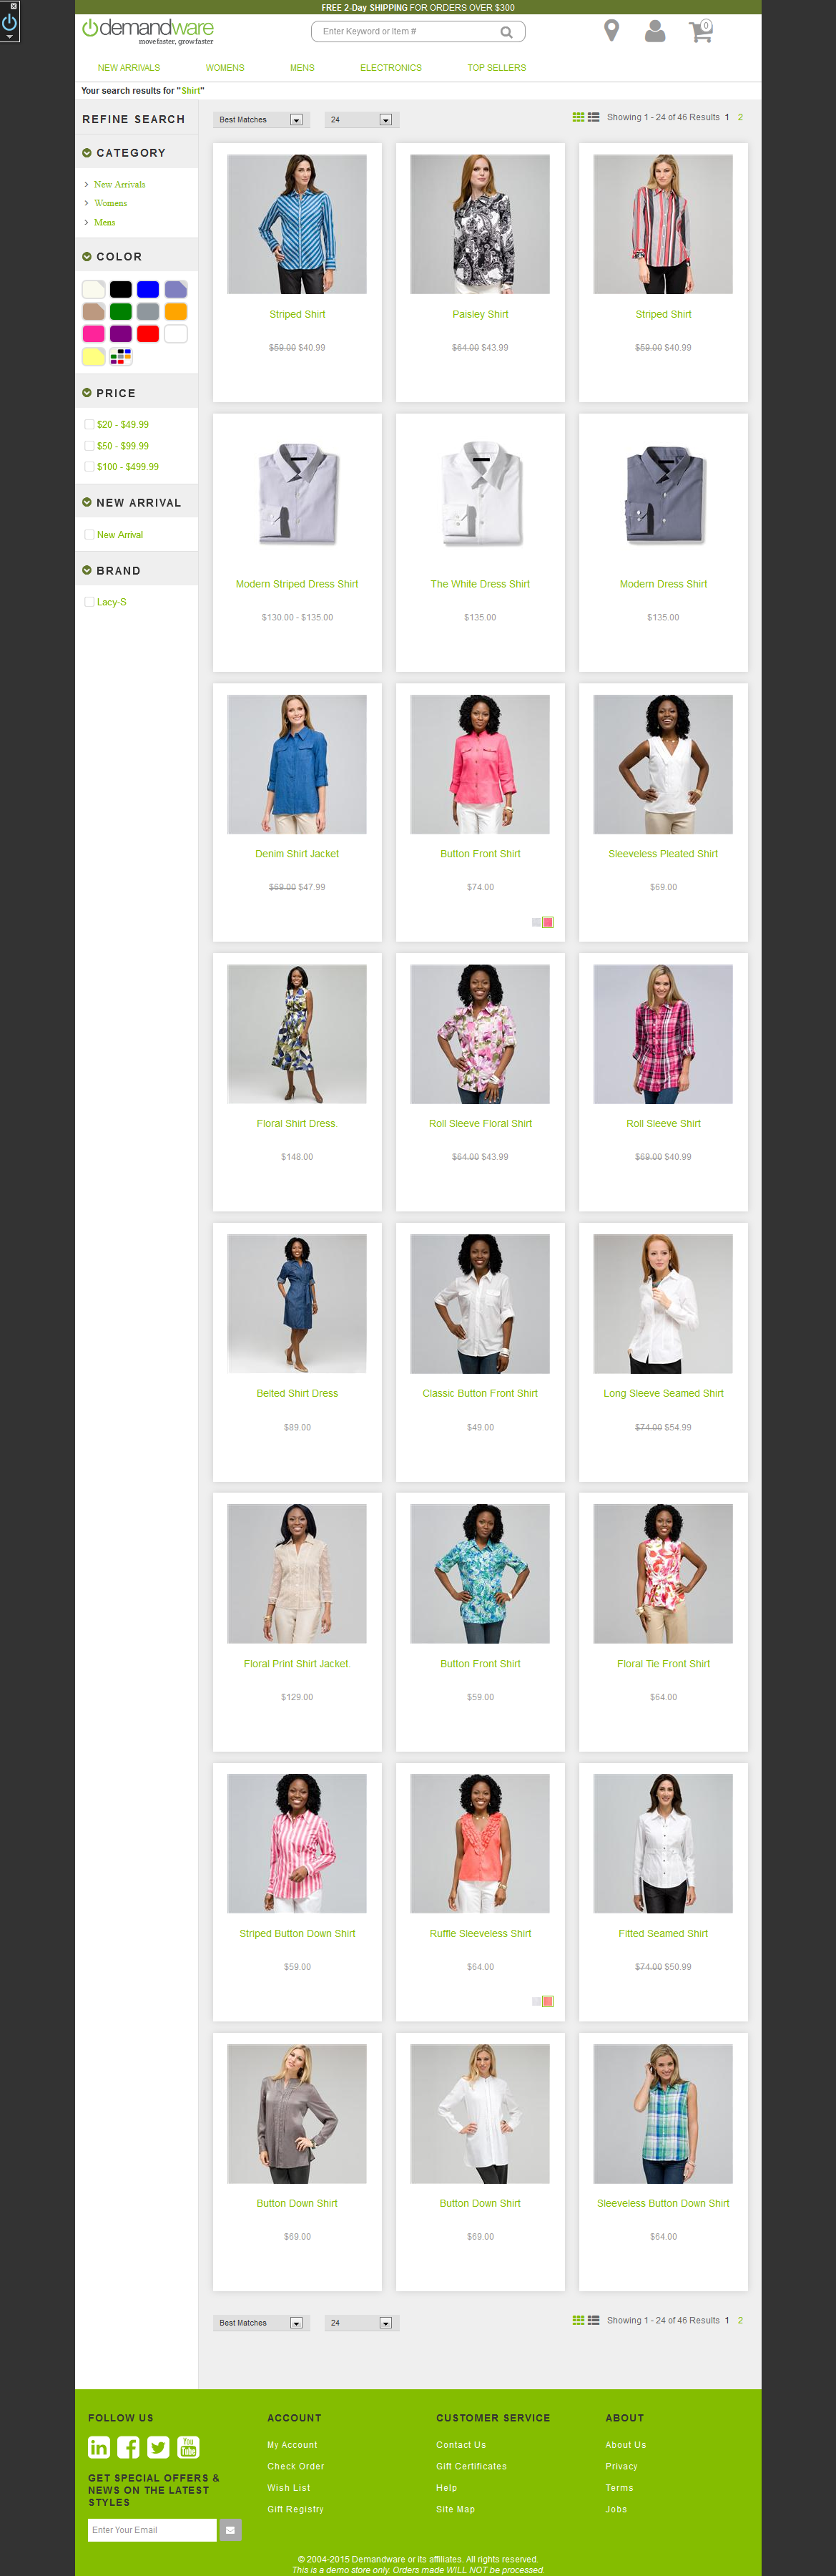 FREE 2-Day SHIPPING FOR ORDERS OVER $300
demandware
move faster, grow faster
Enter Keyword or Item #
0
NEW ARRIVALS WOMENS MENS ELECTRONICS TOP SELLERS
Your search results for "Shirt"
REFINE SEARCH
CATEGORY
New Arrivals
Womens
Mens
COLOR
PRICE
$20 - $49.99
$50 - $99.99
$100 - $499.99
NEW ARRIVAL
New Arrival
BRAND
Lacy-S
Best Matches 24 Showing 1 - 24 of 46 Results 1 2
Striped Shirt Paisley Shirt Striped Shirt
$59.00 $40.99 $64.00 $43.99 $59.00 $40.99
Modern Striped Dress Shirt The White Dress Shirt Modern Dress Shirt
$130.00 - $135.00 $135.00 $135.00
Denim Shirt Jacket Button Front Shirt Sleeveless Pleated Shirt
$69.00 $47.99 $74.00 $69.00
Floral Shirt Dress. Roll Sleeve Floral Shirt Roll Sleeve Shirt
$148.00 $64.00 $43.99 $69.00 $40.99
Belted Shirt Dress Classic Button Front Shirt Long Sleeve Seamed Shirt
$89.00 $49.00 $74.00 $54.99
Floral Print Shirt Jacket. Button Front Shirt Floral Tie Front Shirt
$129.00 $59.00 $64.00
Striped Button Down Shirt Ruffle Sleeveless Shirt Fitted Seamed Shirt
$59.00 $64.00 $74.00 $50.99
Button Down Shirt Button Down Shirt Sleeveless Button Down Shirt
$69.00 $69.00 $64.00
Best Matches 24 Showing 1 - 24 of 46 Results 1 2
FOLLOW US
in f You Tube
GET SPECIAL OFFERS &
NEWS ON THE LATEST
STYLES
Enter Your Email
ACCOUNT
My Account
Check Order
Wish List
Gift Registry
CUSTOMER SERVICE
Contact Us
Gift Certificates
Help
Site Map
ABOUT
About Us
Privacy
Terms
Jobs
© 2004-2015 Demandware or its affiliates. All rights reserved.
This is a demo store only. Orders made WILL NOT be processed.